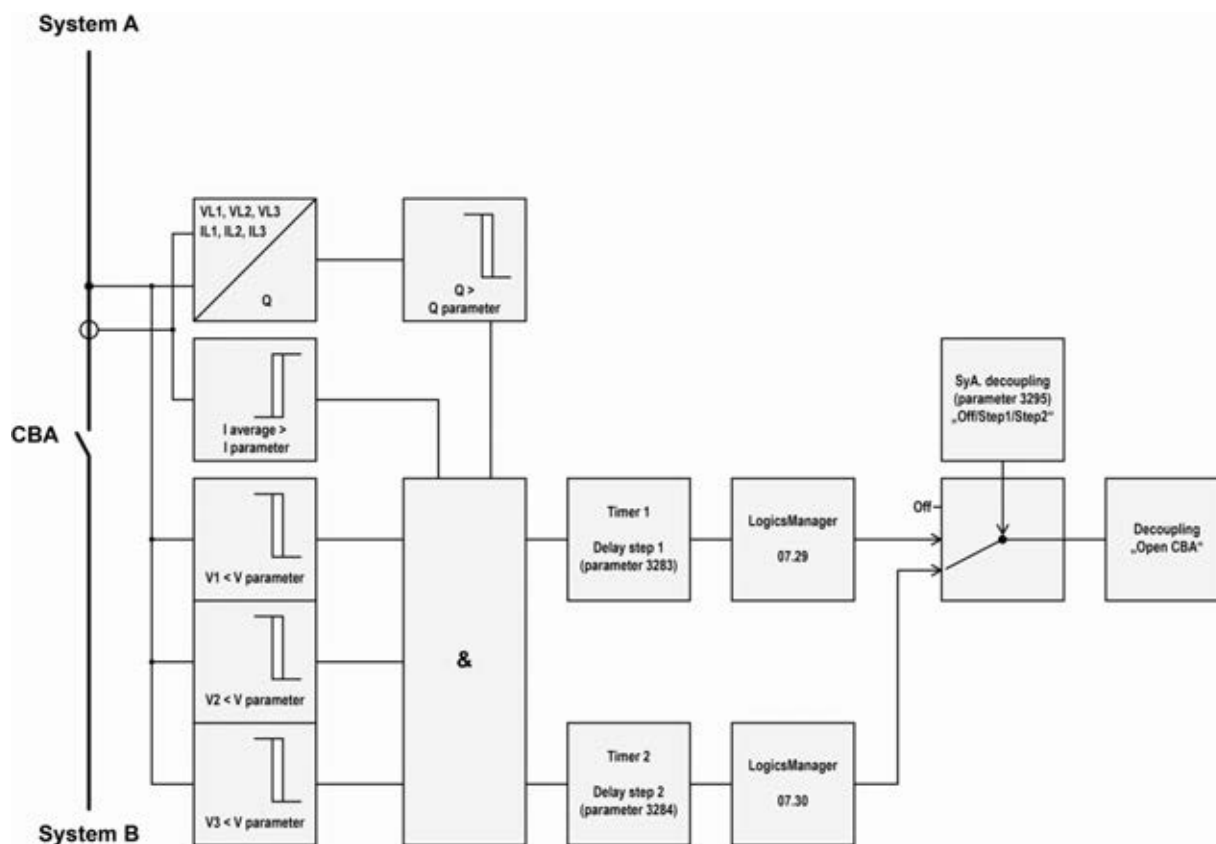 System A
VL1, VL2, VL3
IL1, IL2, IL3
Q
Q >
Q parameter
I average >
I parameter
CBA
SyA. decoupling
(parameter 3295)
„Off/Step1/Step2“
V1 < V parameter
V2 < V parameter
V3 < V parameter
&
Timer 1
Delay step 1
(parameter 3283)
LogicsManager
07.29
Off
Decoupling
„Open CBA“
Timer 2
Delay step 2
(parameter 3284)
LogicsManager
07.30
System B